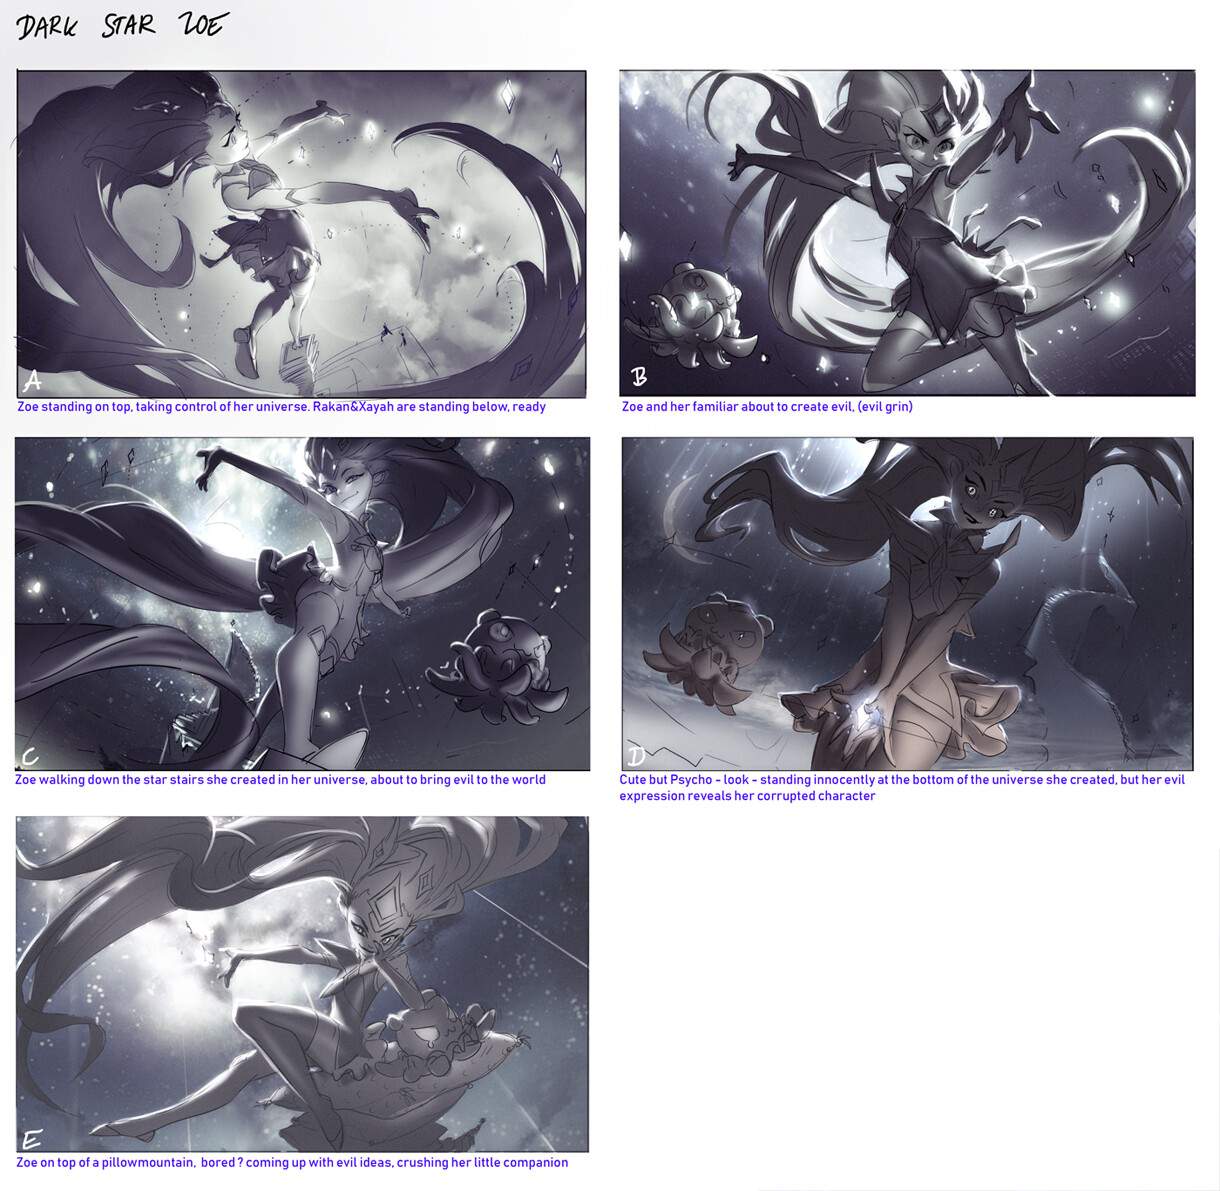 DARK STAR ZOE
A
Zoe standing on top, taking control of her universe. Rakan&Xayah are standing below, ready
B
Zoe and her familiar about to create evil, (evil grin)
C
Zoe walking down the star stairs she created in her universe, about to bring evil to the world
D
Cute but Psycho - look - standing innocently at the bottom of the universe she created, but her evil
expression reveals her corrupted character
E
Zoe on top of a pillowmountain, bored ? coming up with evil ideas, crushing her little companion